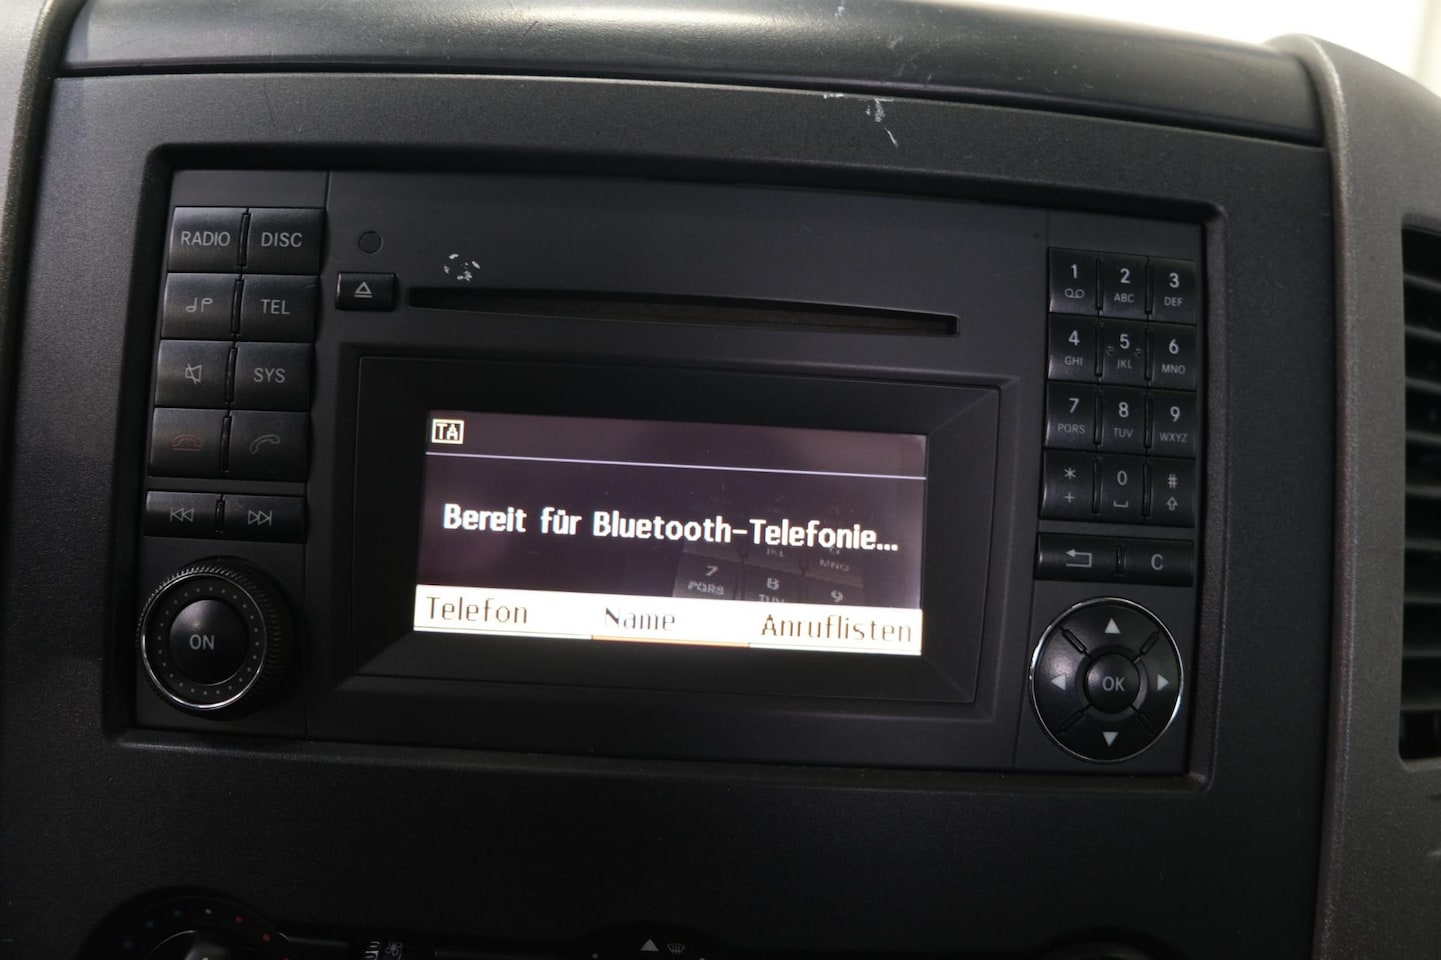 RADIO DISC
TEL
SYS
ON
TA
Bereit für Bluetooth-Telefonie...
Telefon Name Anruflisten
1 2 3
ABC DEF
4 5 6
GHI JKL MNO
7 8 9
PQRS TUV WXYZ
* 0 #
+
C
OK